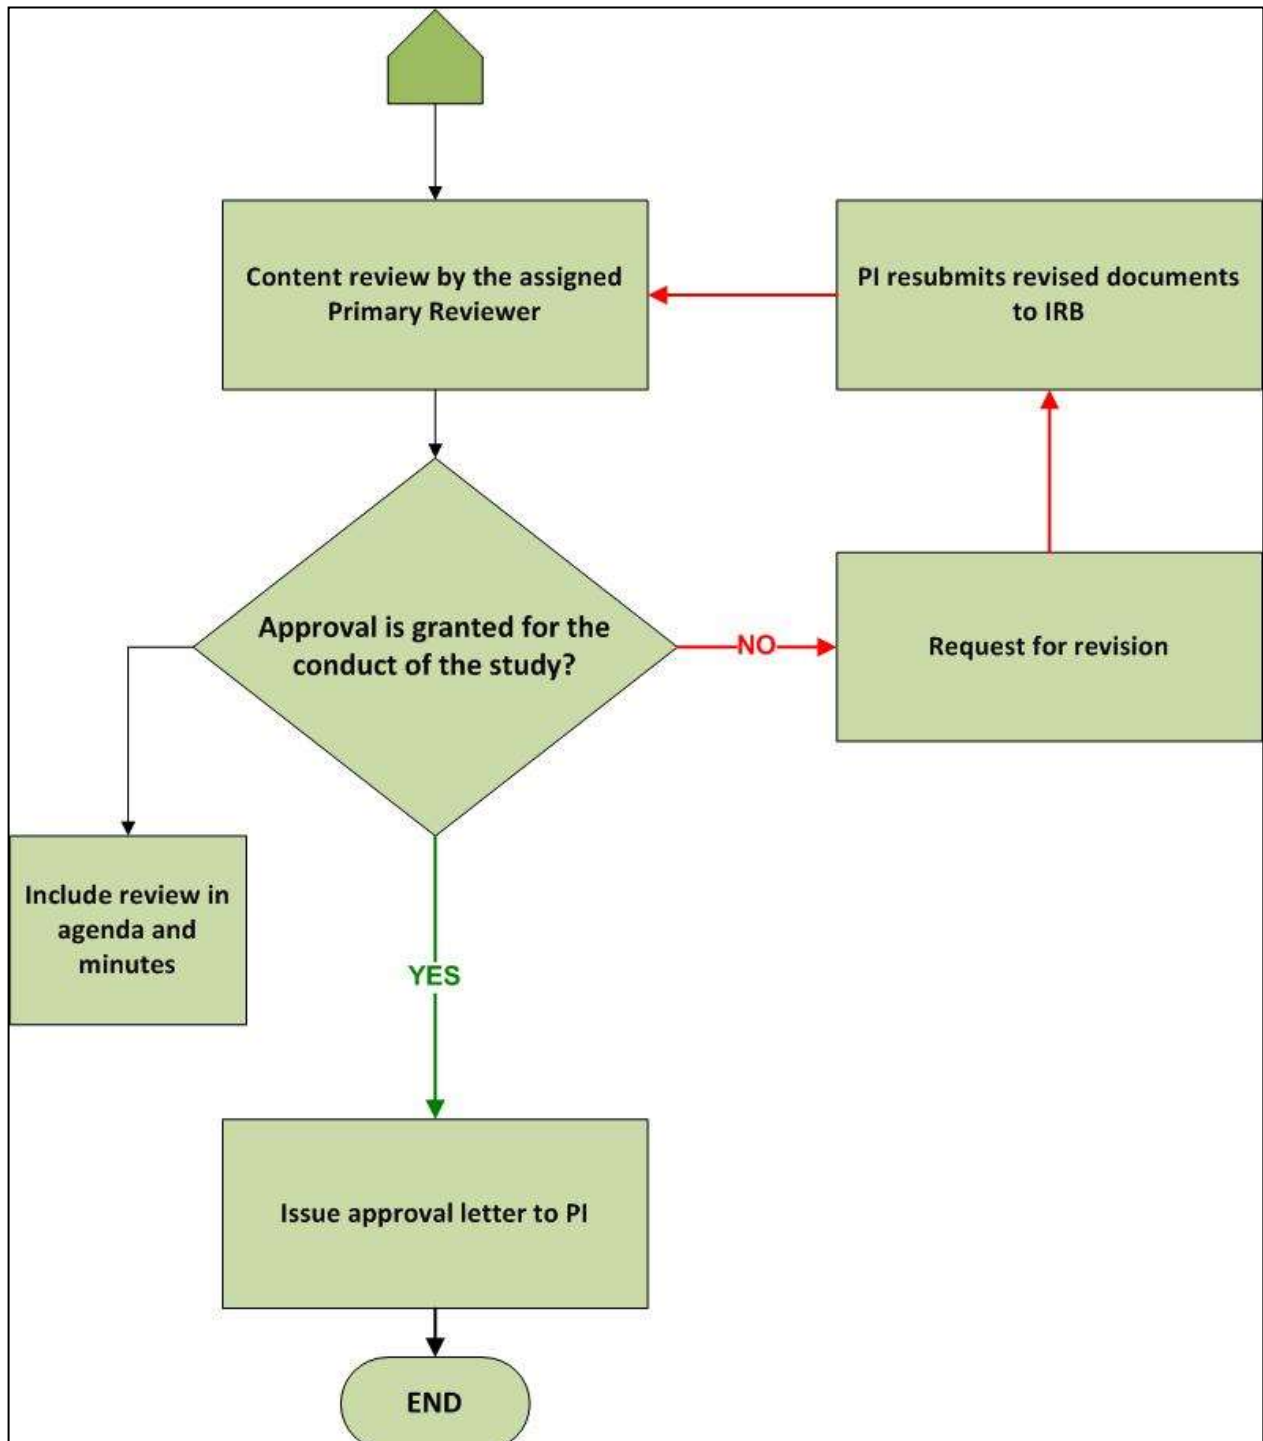 Content review by the assigned
Primary Reviewer
PI resubmits revised documents
to IRB
Approval is granted for the
conduct of the study?
NO
Request for revision
Include review in
agenda and
minutes
YES
Issue approval letter to PI
END